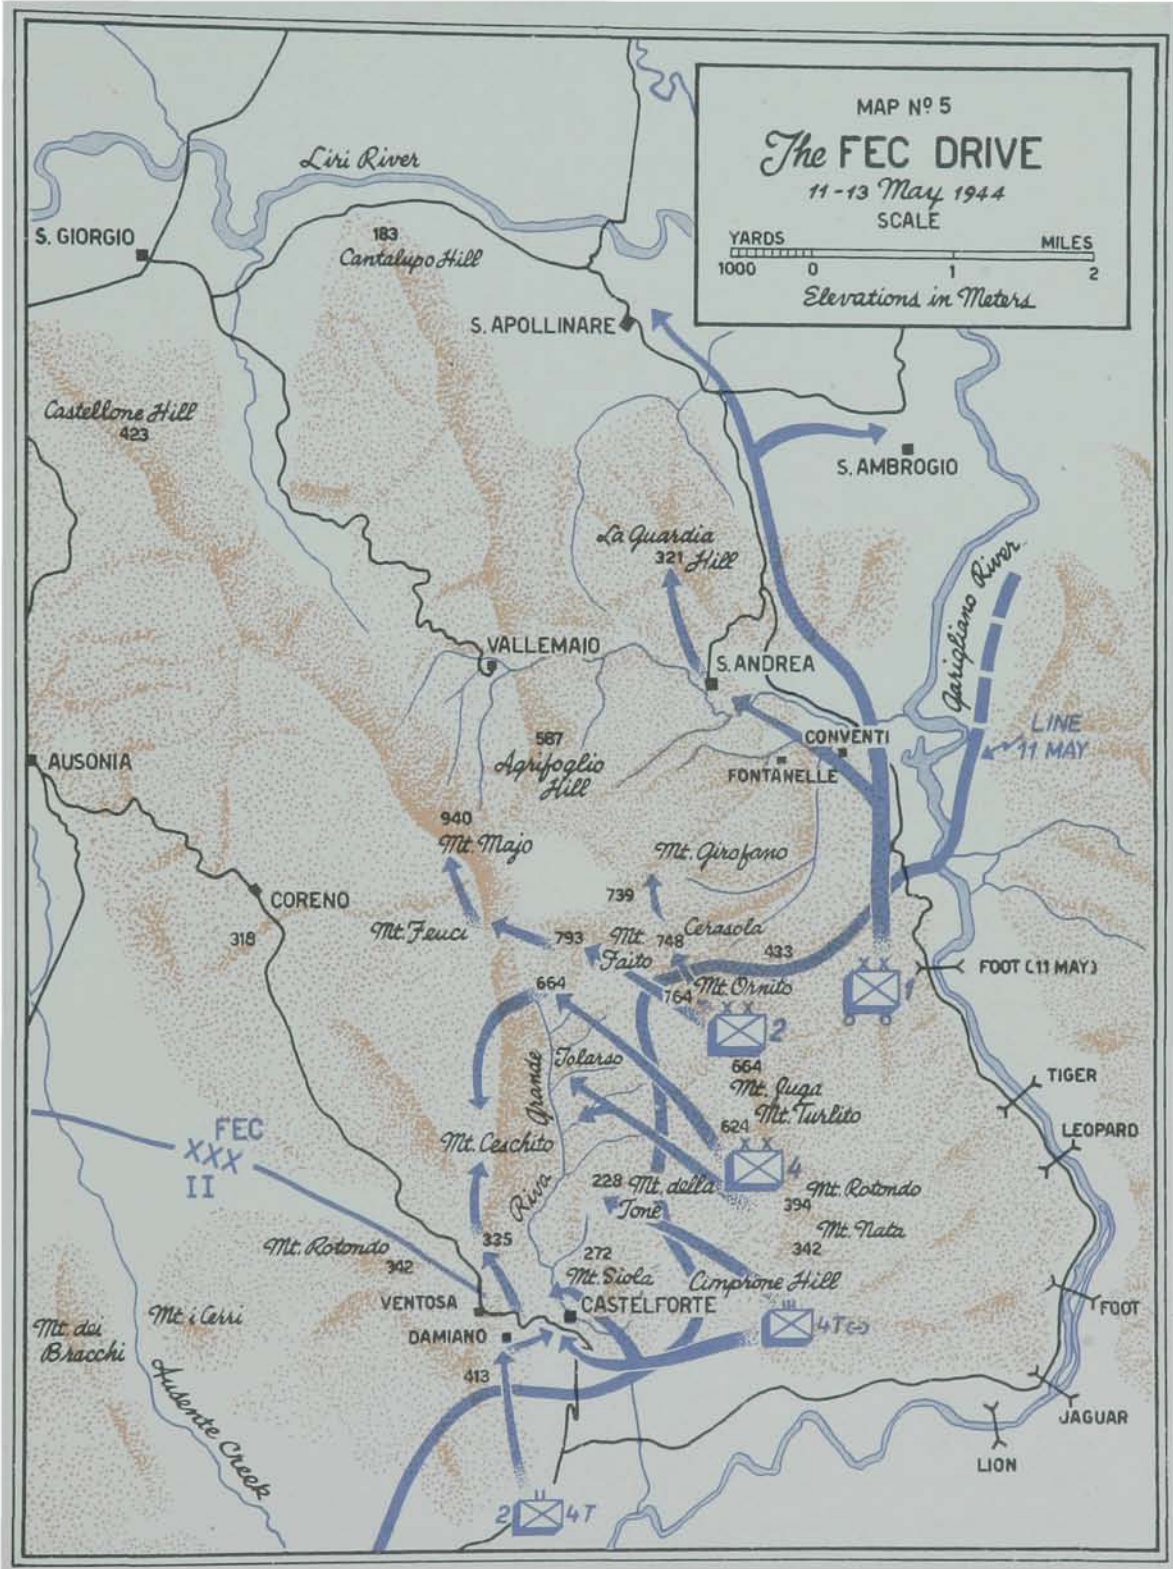 MAP Nº 5
The FEC DRIVE
11-13 May 1944
SCALE
YARDS
MILES
1000 0 1 2
Elevations in Meters
Liri River
S. GIORGIO
183
Cantalupo Hill
S. APOLLINARE
Castellone Hill
423
S. AMBROGIO
La Guardia
321 Hill
Garigliano River
VALLEMAIO
S. ANDREA
LINE
11 MAY
587
Agrifoglio
Hill
CONVENTI
FONTANELLE
AUSONIA
940
Mt. Majo
Mt. Girofano
739
CORENO
318
Mt. Feuci
793
Mt.
Faito
748
Cerasola
433
FOOT (11 MAY)
664
764
Mt. Ornito
1
2
Tolarso
664
Mt. Juga
Mt. Turlito
624
TIGER
LEOPARD
FEC
XXX
II
Mt. Ceschito
Riva Grande
4
228
Mt. della
Tone
Mt. Rotondo
394
Mt. Nata
342
335
Mt. Rotondo
342
272
Mt. Siola
Cimprone Hill
VENTOSA
CASTELFORTE
FOOT
Mt. i Cerri
Mt. dei
Bracchi
DAMIANO
4T(-)
413
Ausente Creek
JAGUAR
LION
2
4T